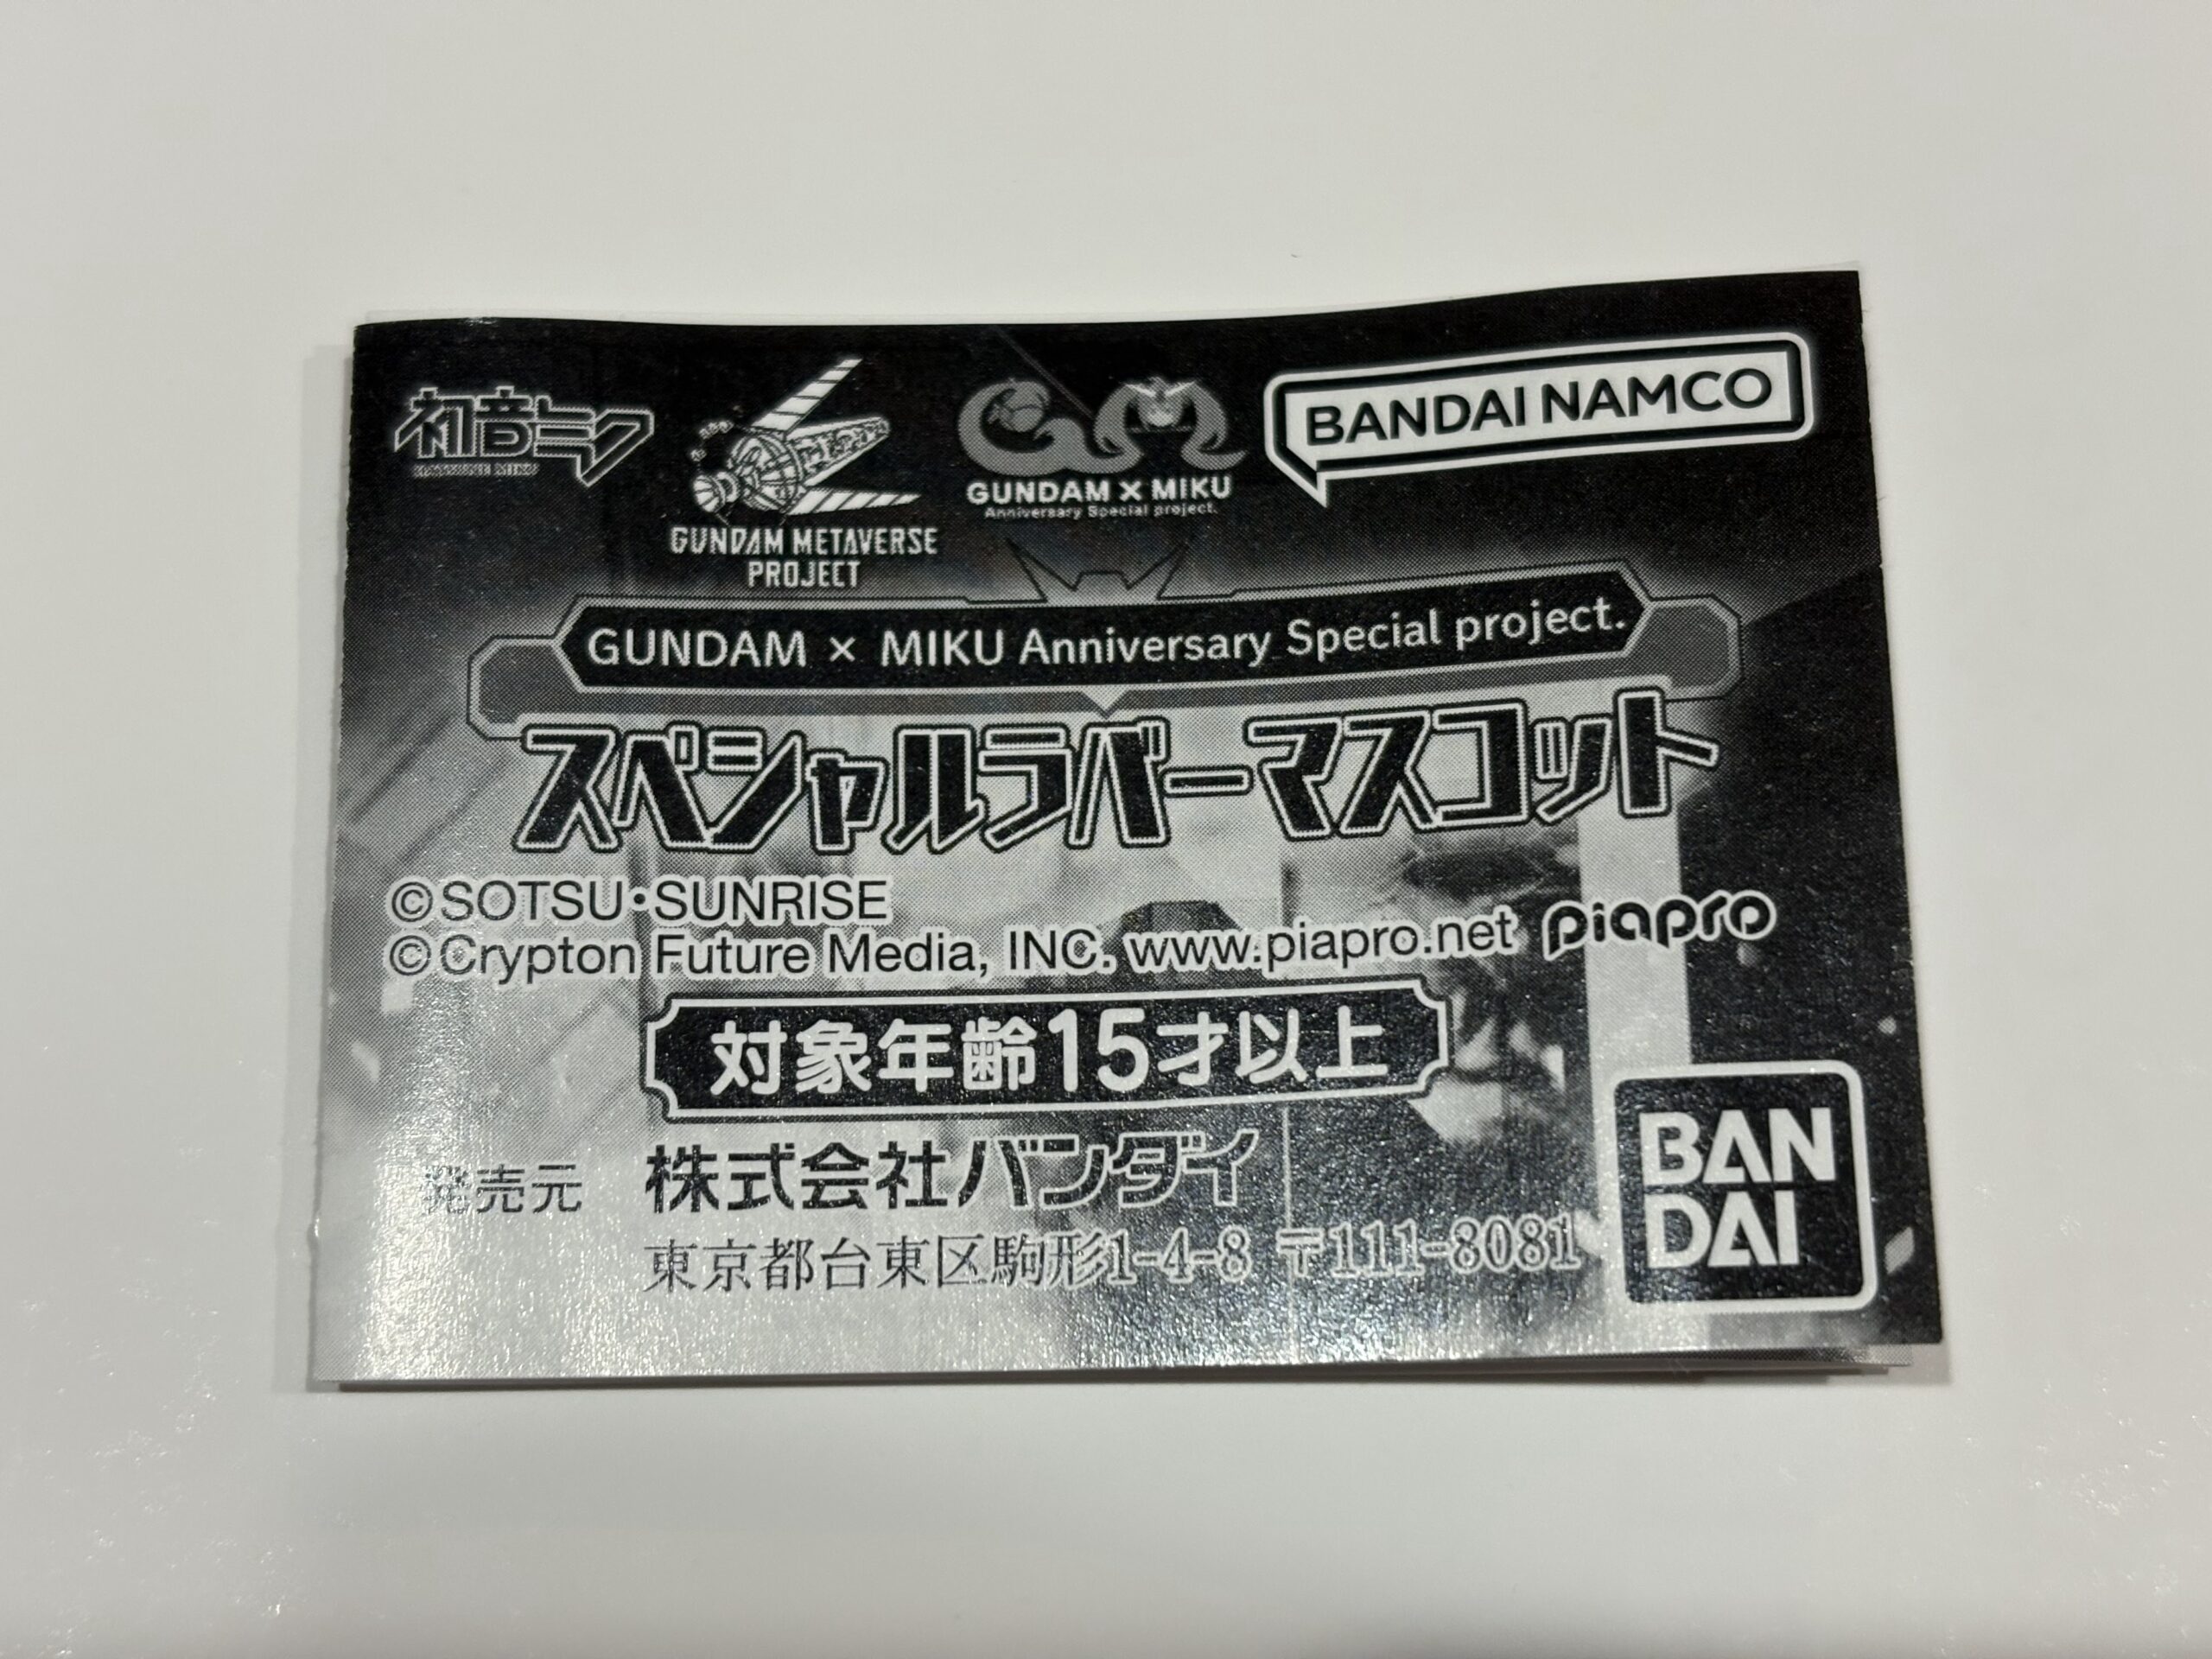 初音ミク
HATSUNE MIKU
GUNDAM METAVERSE
PROJECT
GUNDAM X MIKU
Anniversary Special project.
BANDAI NAMCO
GUNDAM × MIKU Anniversary Special project.
スペシャルラバーマスコット
©SOTSU・SUNRISE
©Crypton Future Media, INC. www.piapro.net piapro
対象年齢15才以上
発売元 株式会社バンダイ
東京都台東区駒形1-4-8 〒111-8081
BAN
DAI